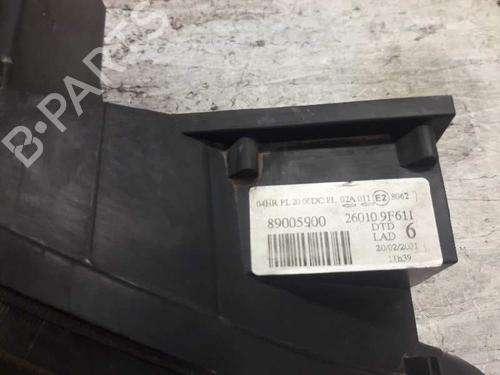 B-PARTS
04HR PL 20 00DC PL 02A 011 E2 8062
89005900 26010 9F611
DTD
LAD 6
20/02/2001
11h39